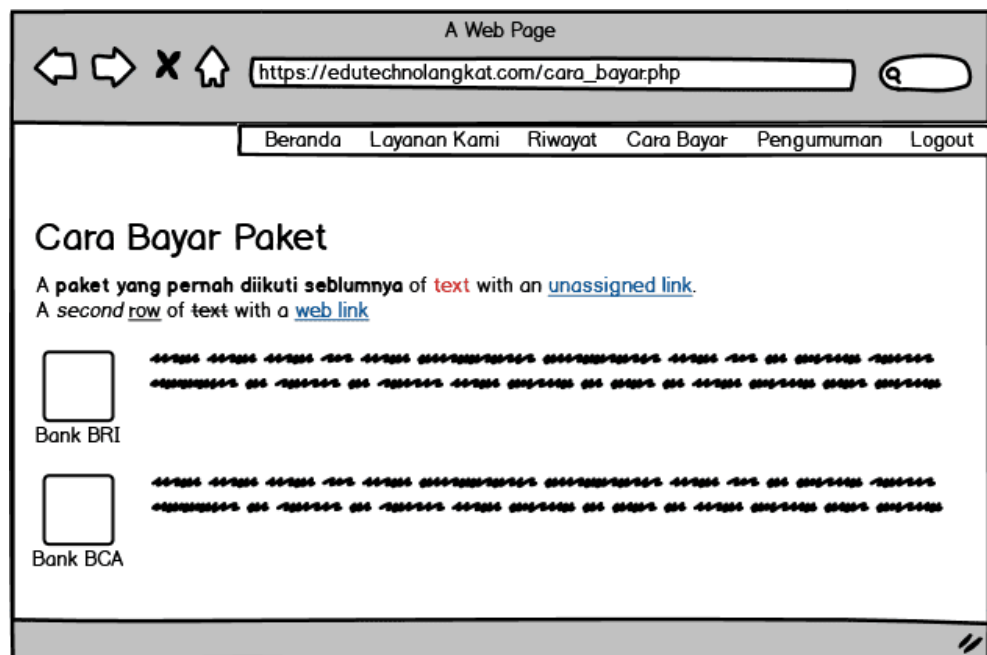 A Web Page
https://edutechnolangkat.com/cara_bayar.php
Beranda Layanan Kami Riwayat Cara Bayar Pengumuman Logout
Cara Bayar Paket
A paket yang pernah diikuti seblumnya of text with an unassigned link.
A second row of text with a web link
Bank BRI
Bank BCA